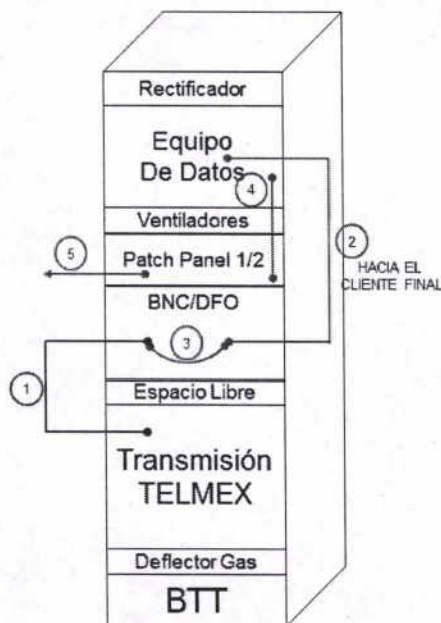 Rectificador
Equipo
De Datos
4
Ventiladores
2
5
Patch Panel 1/2
HACIA EL
CLIENTE FINAL
BNC/DFO
3
1
Espacio Libre
Transmisión
TELMEX
Deflector Gas
BTT